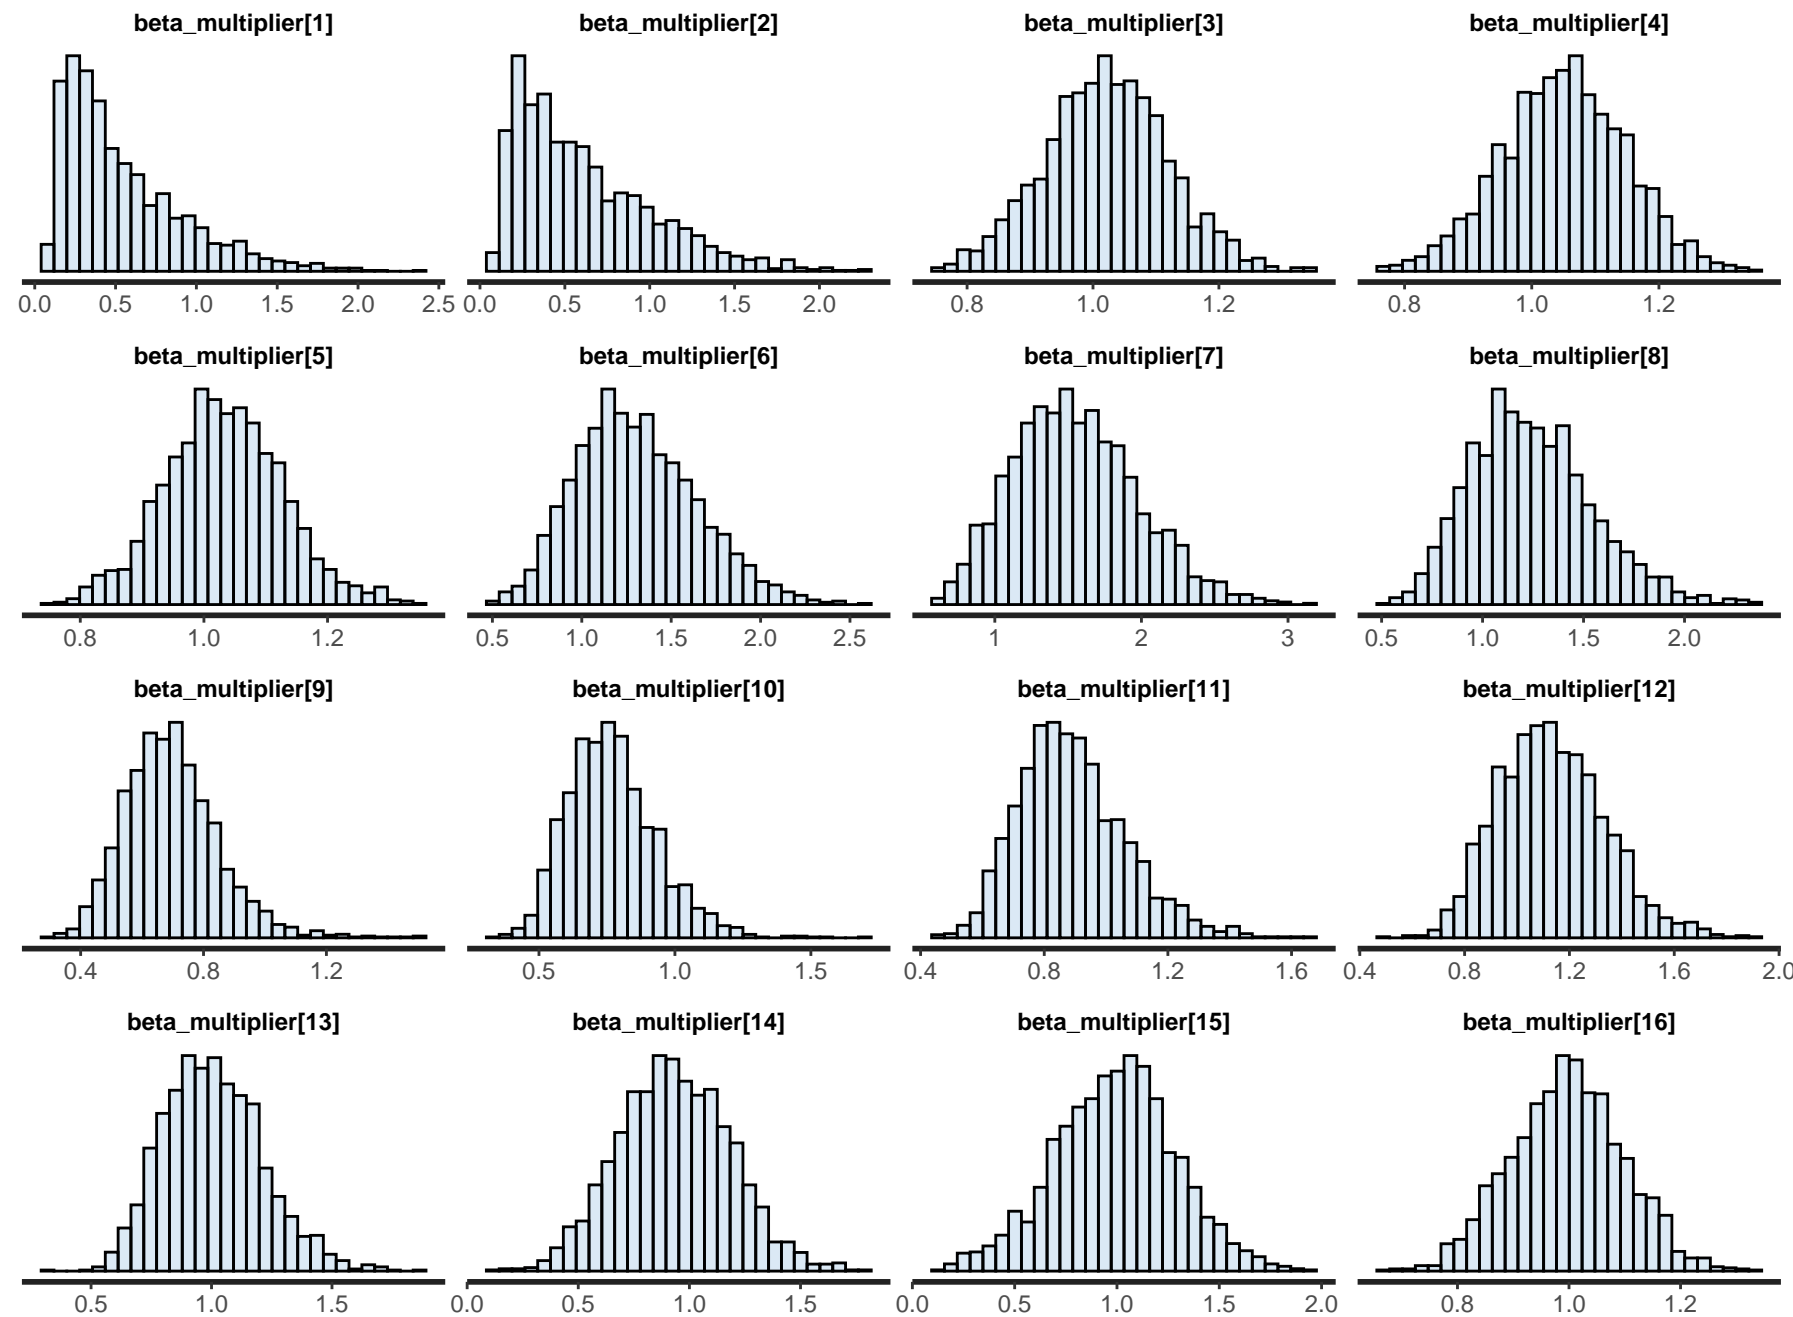 beta_multiplier[1] beta_multiplier[2] beta_multiplier[3] beta_multiplier[4]
0.0 0.5 1.0 1.5 2.0 2.5 0.0 0.5 1.0 1.5 2.0 0.8 1.0 1.2 0.8 1.0 1.2
beta_multiplier[5] beta_multiplier[6] beta_multiplier[7] beta_multiplier[8]
0.8 1.0 1.2 0.5 1.0 1.5 2.0 2.5 1 2 3 0.5 1.0 1.5 2.0
beta_multiplier[9] beta_multiplier[10] beta_multiplier[11] beta_multiplier[12]
0.4 0.8 1.2 0.5 1.0 1.5 0.4 0.8 1.2 1.6 0.4 0.8 1.2 1.6 2.0
beta_multiplier[13] beta_multiplier[14] beta_multiplier[15] beta_multiplier[16]
0.5 1.0 1.5 0.0 0.5 1.0 1.5 0.0 0.5 1.0 1.5 2.0 0.8 1.0 1.2